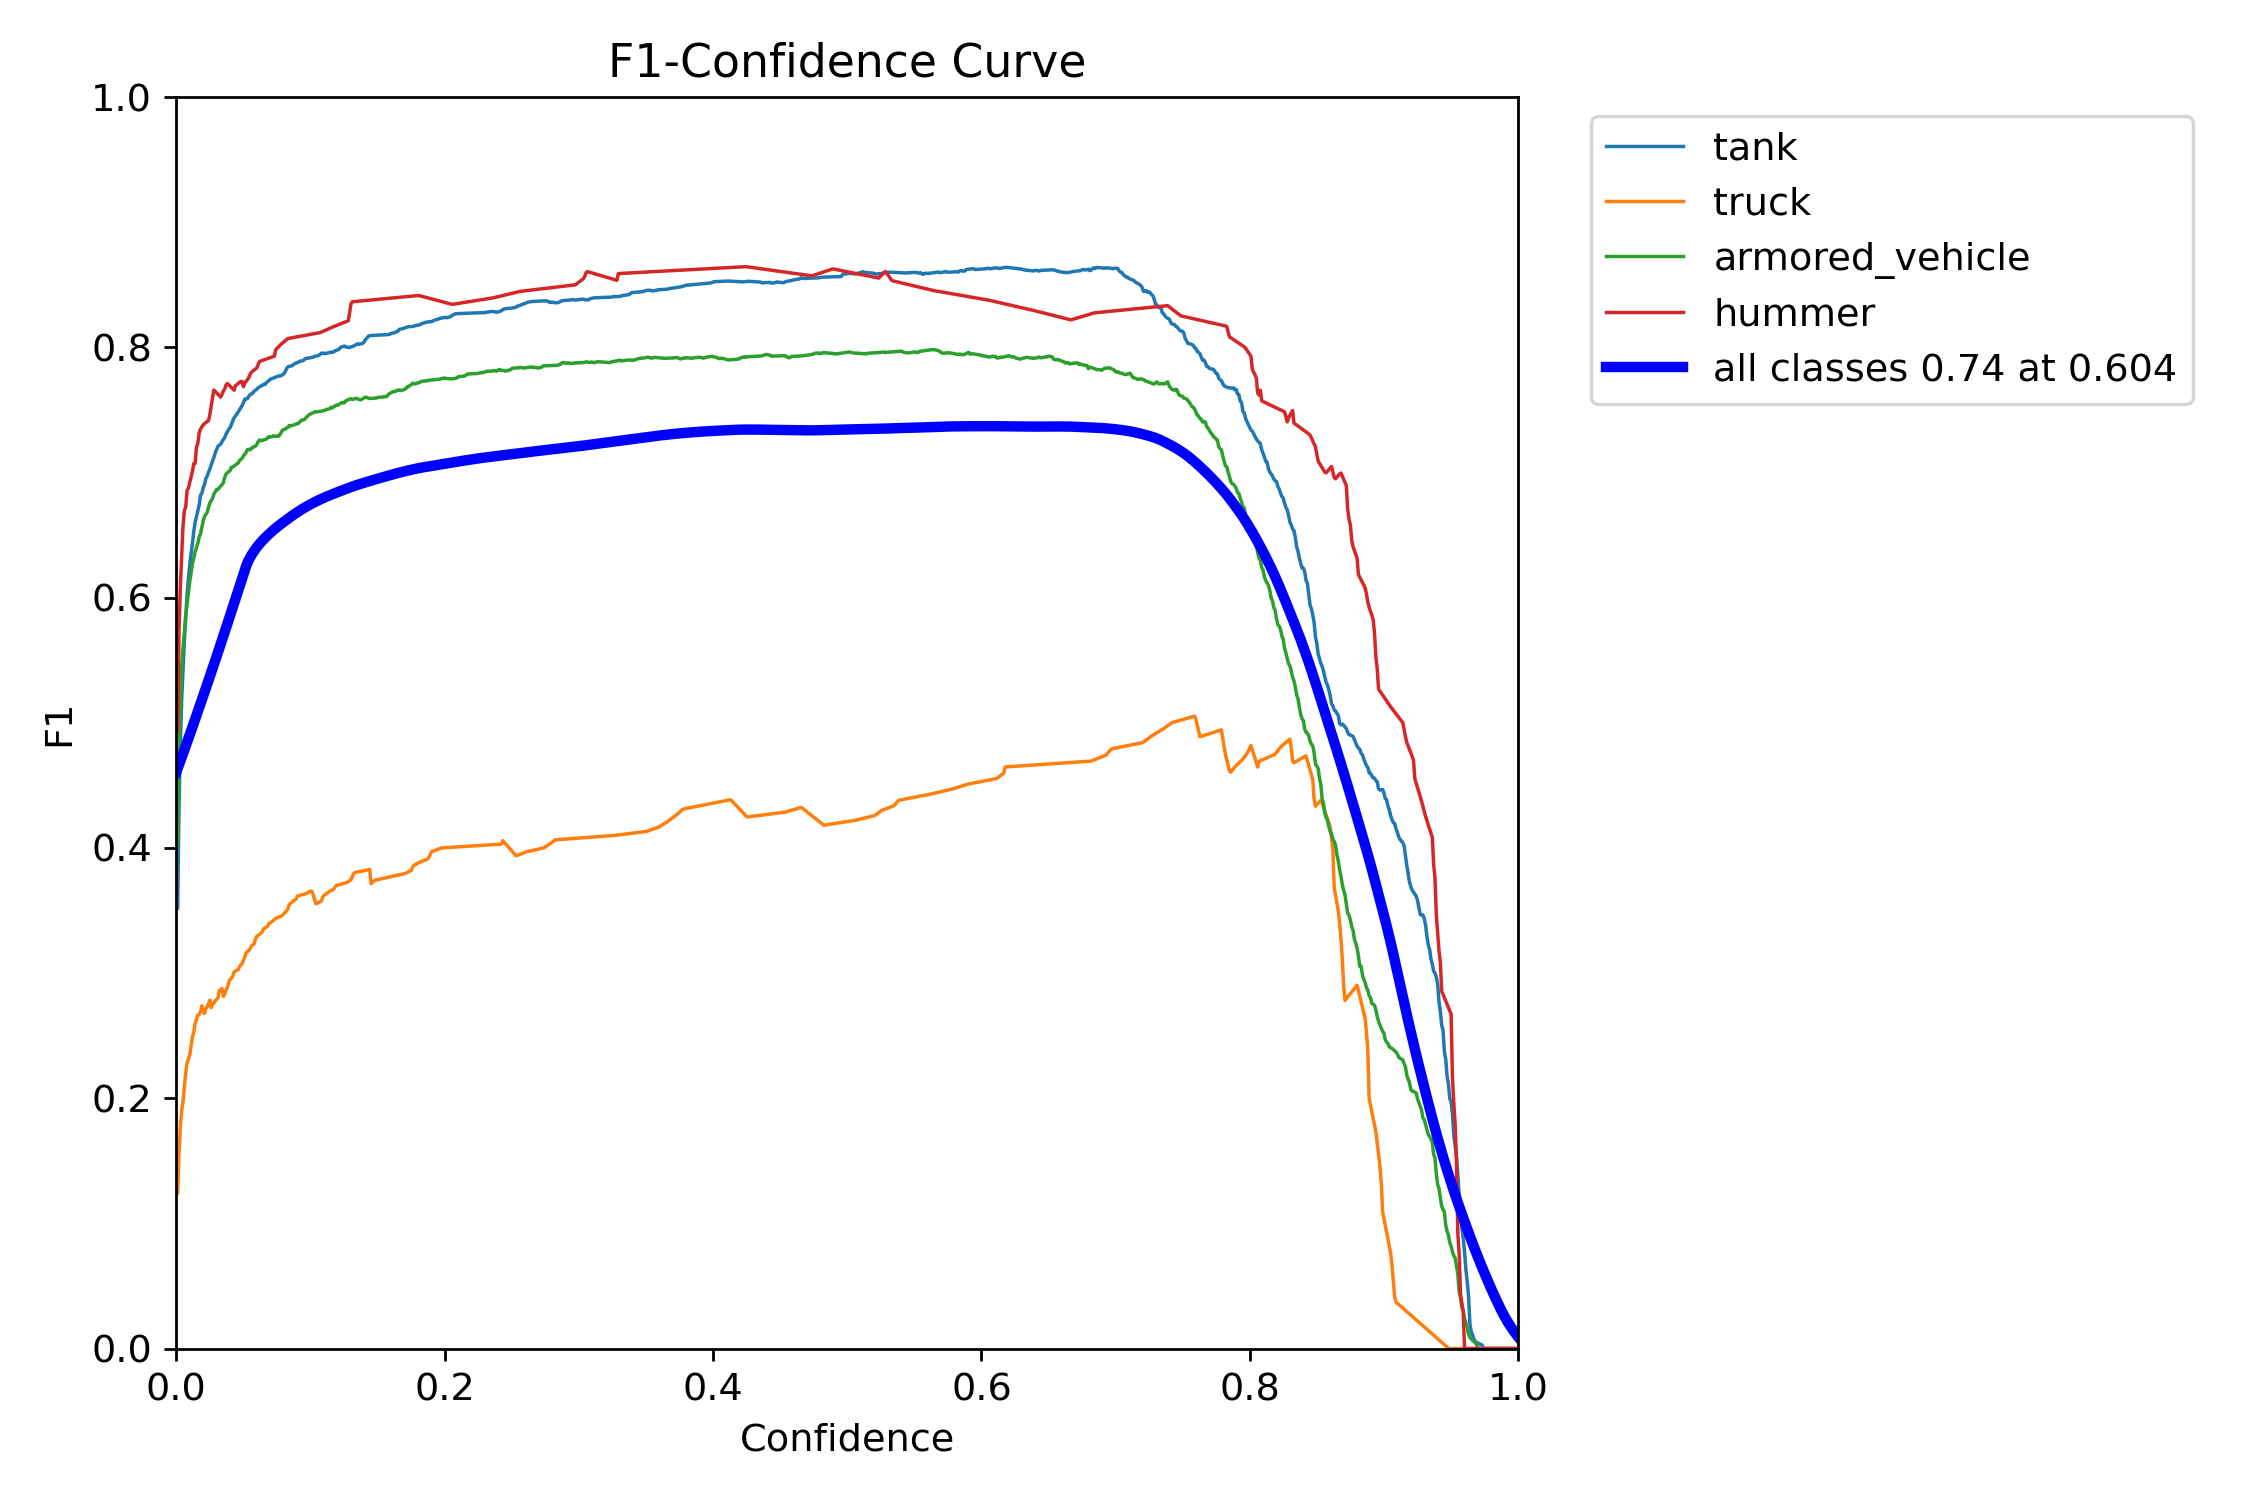 F1-Confidence Curve
1.0
0.8
0.6
0.4
0.2
0.0
F1
0.0 0.2 0.4 0.6 0.8 1.0
Confidence
tank
truck
armored_vehicle
hummer
all classes 0.74 at 0.604